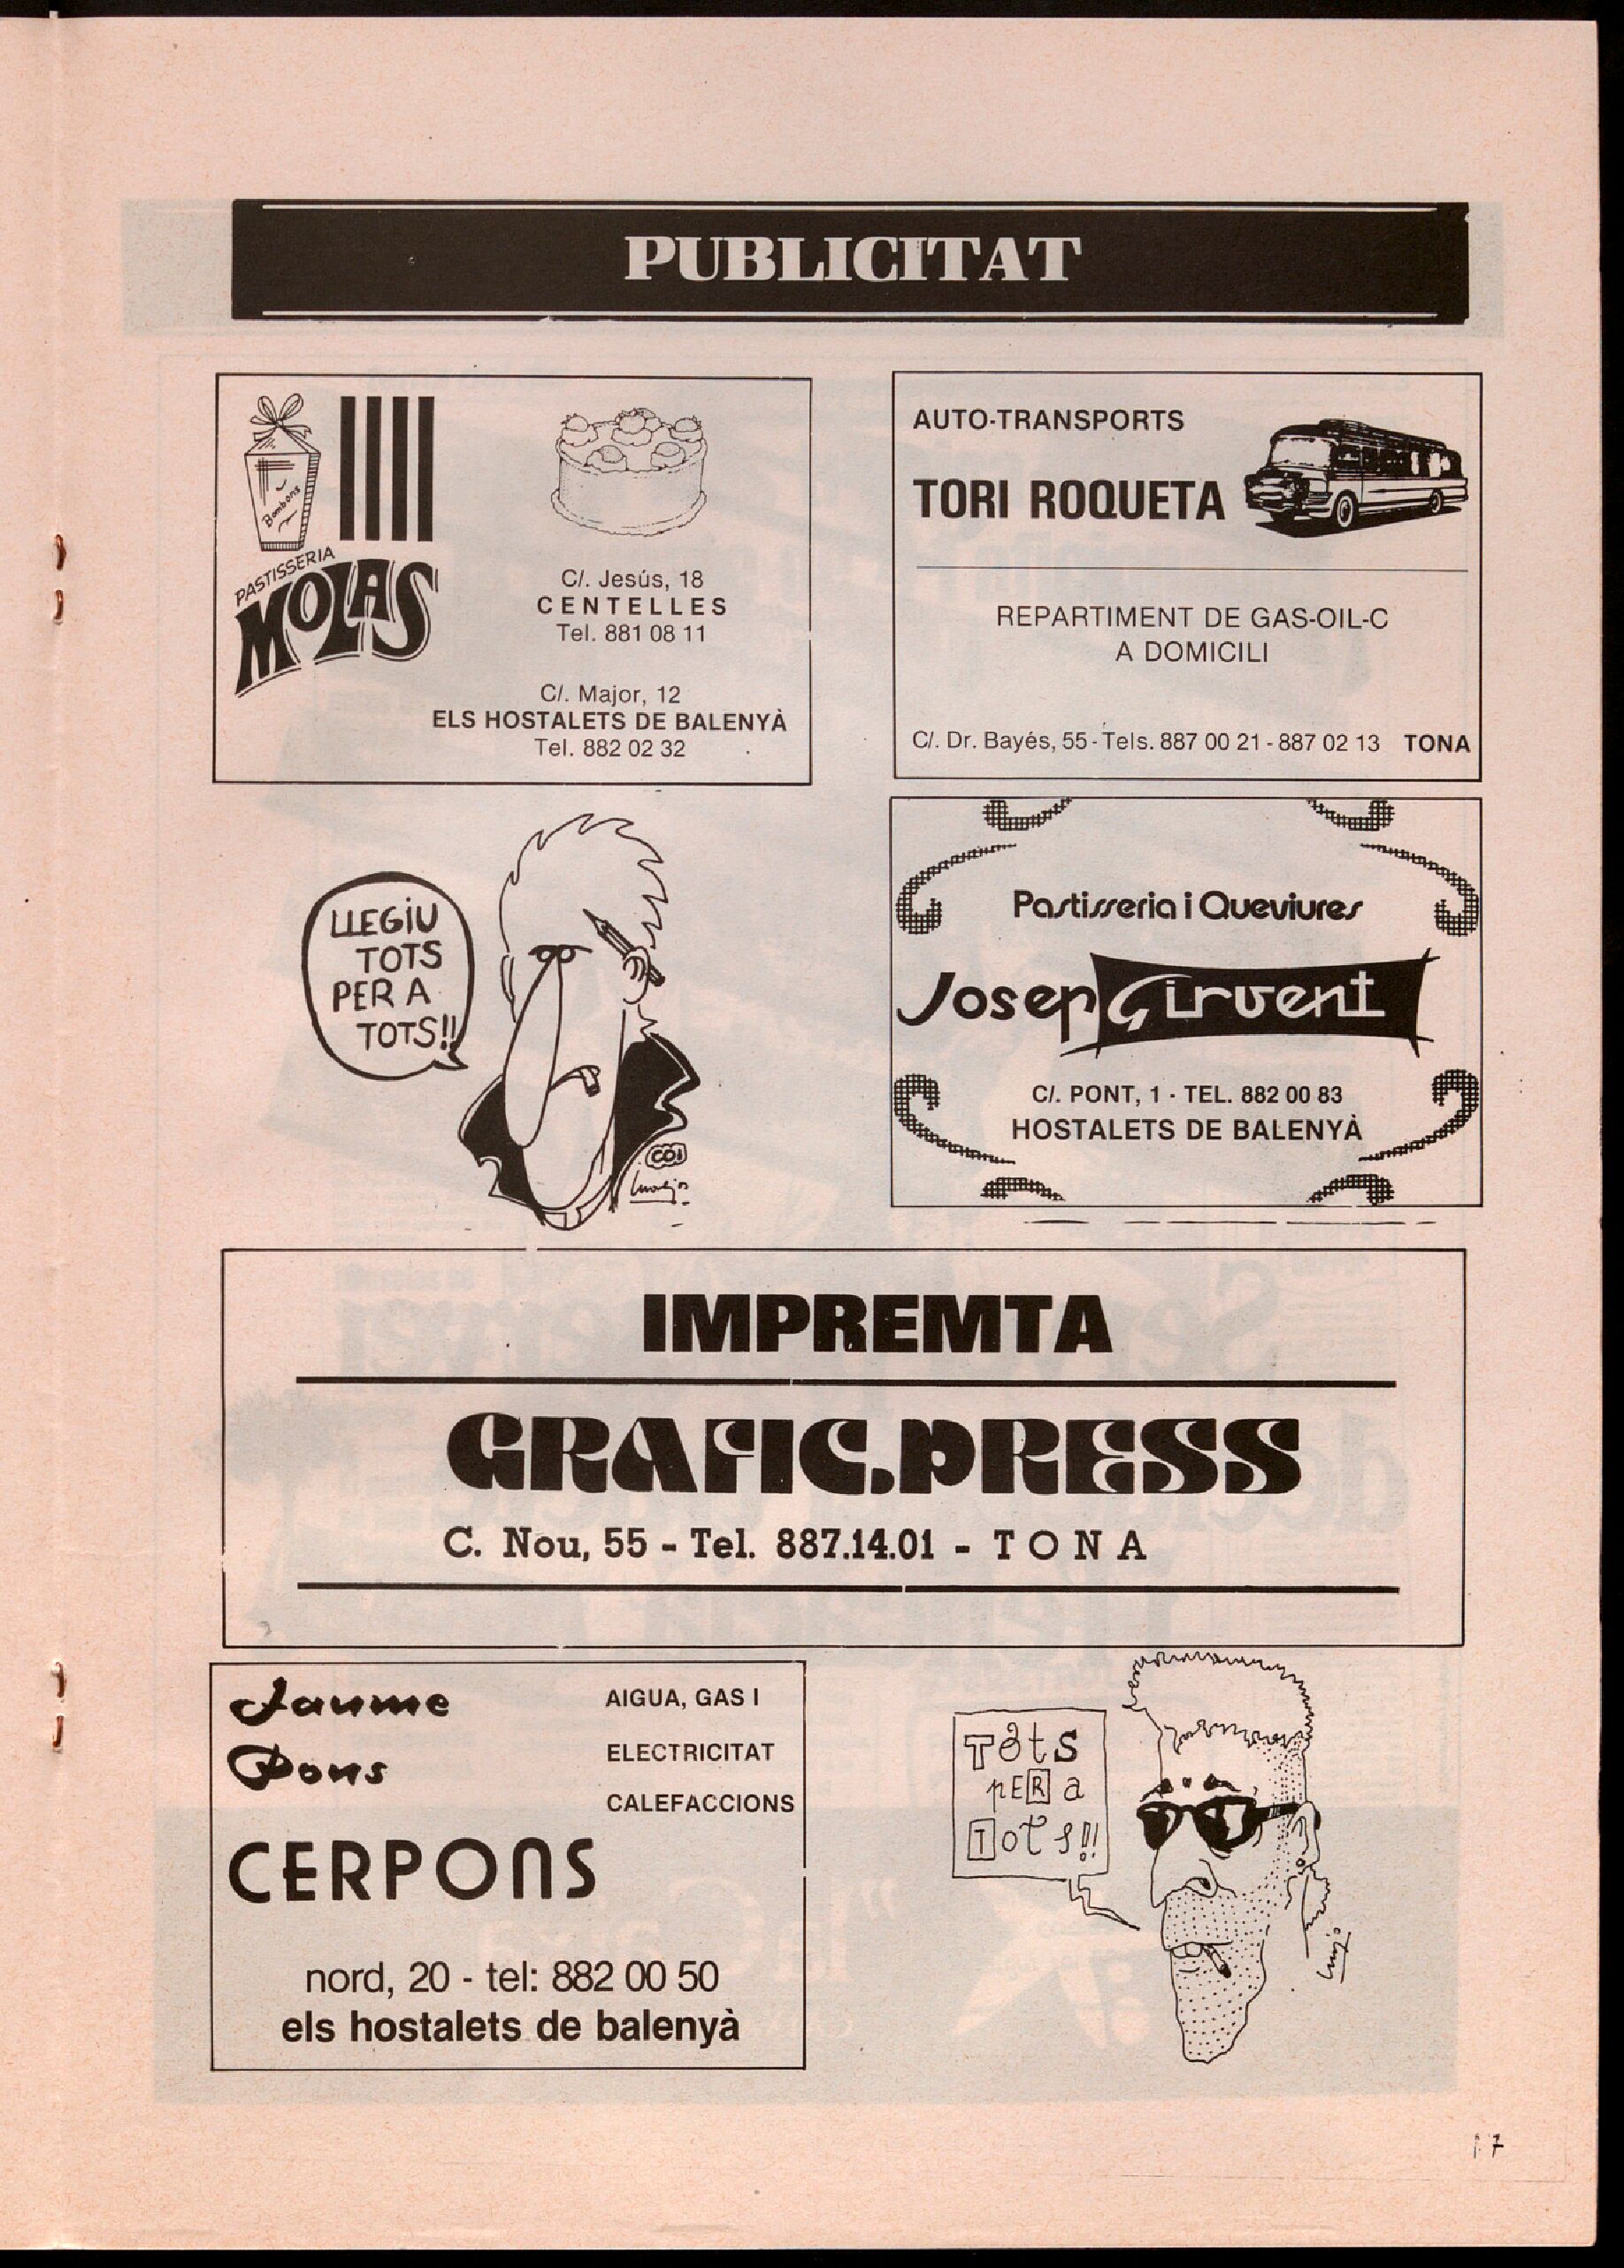 PUBLICITAT
Bombons
PASTISSERIA
MOLAS
C/. Jesús, 18
CENTELLES
Tel. 881 08 11
C/. Major, 12
ELS HOSTALETS DE BALENYÀ
Tel. 882 02 32
AUTO-TRANSPORTS
TORI ROQUETA
REPARTIMENT DE GAS-OIL-C
A DOMICILI
C/. Dr. Bayés, 55 - Tels. 887 00 21 - 887 02 13 TONA
LLEGiU
TOTS
PER A
TOTS!!
COI
Pastisseria i Queviures
Josep Girvent
C/. PONT, 1 - TEL. 882 00 83
HOSTALETS DE BALENYÀ
IMPREMTA
GRAFIC.PRESS
C. Nou, 55 - Tel. 887.14.01 - TONA
Jaume
Pons
AIGUA, GAS I
ELECTRICITAT
CALEFACCIONS
CERPONS
nord, 20 - tel: 882 00 50
els hostalets de balenyà
Tots
pER a
Tots!!
17